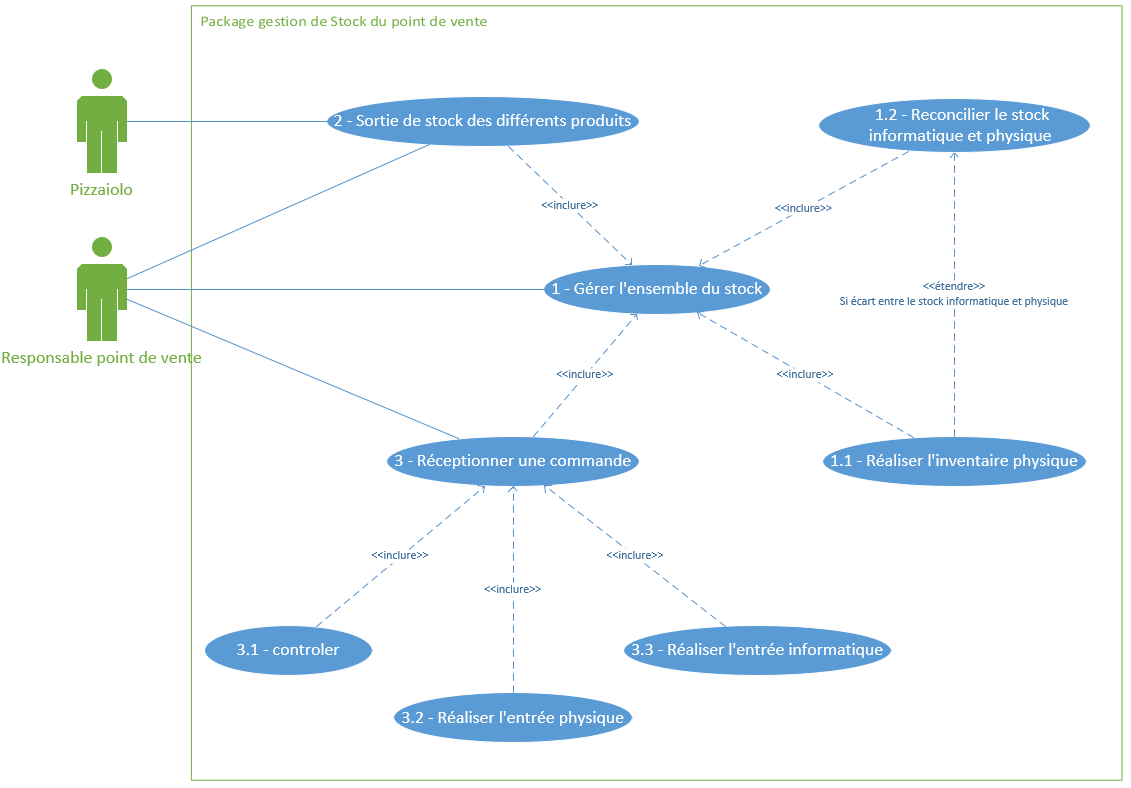 Package gestion de Stock du point de vente
2 - Sortie de stock des différents produits
1.2 - Reconcilier le stock
informatique et physique
Pizzaiolo
<<inclure>>
<<inclure>>
1 - Gérer l'ensemble du stock
<<étendre>>
Si écart entre le stock informatique et physique
Responsable point de vente
<<inclure>>
<<inclure>>
3 - Réceptionner une commande
1.1 - Réaliser l'inventaire physique
<<inclure>>
<<inclure>>
<<inclure>>
3.1 - controler
3.3 - Réaliser l'entrée informatique
3.2 - Réaliser l'entrée physique